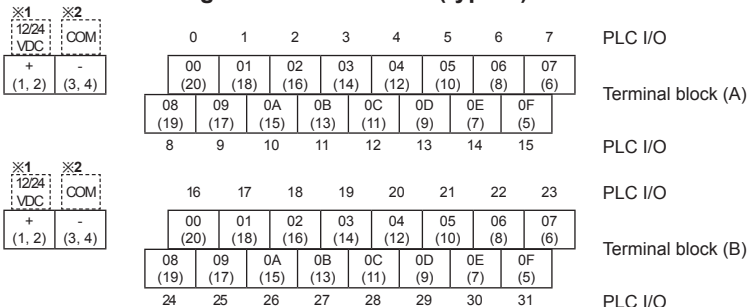 ※1 ※2
12/24 VDC COM 0 1 2 3 4 5 6 7 PLC I/O
+ - 00 01 02 03 04 05 06 07
(1, 2) (3, 4) (20) (18) (16) (14) (12) (10) (8) (6) Terminal block (A)
08 09 0A 0B 0C 0D 0E 0F
(19) (17) (15) (13) (11) (9) (7) (5)
8 9 10 11 12 13 14 15 PLC I/O
※1 ※2
12/24 VDC COM 16 17 18 19 20 21 22 23 PLC I/O
+ - 00 01 02 03 04 05 06 07
(1, 2) (3, 4) (20) (18) (16) (14) (12) (10) (8) (6) Terminal block (B)
08 09 0A 0B 0C 0D 0E 0F
(19) (17) (15) (13) (11) (9) (7) (5)
24 25 26 27 28 29 30 31 PLC I/O